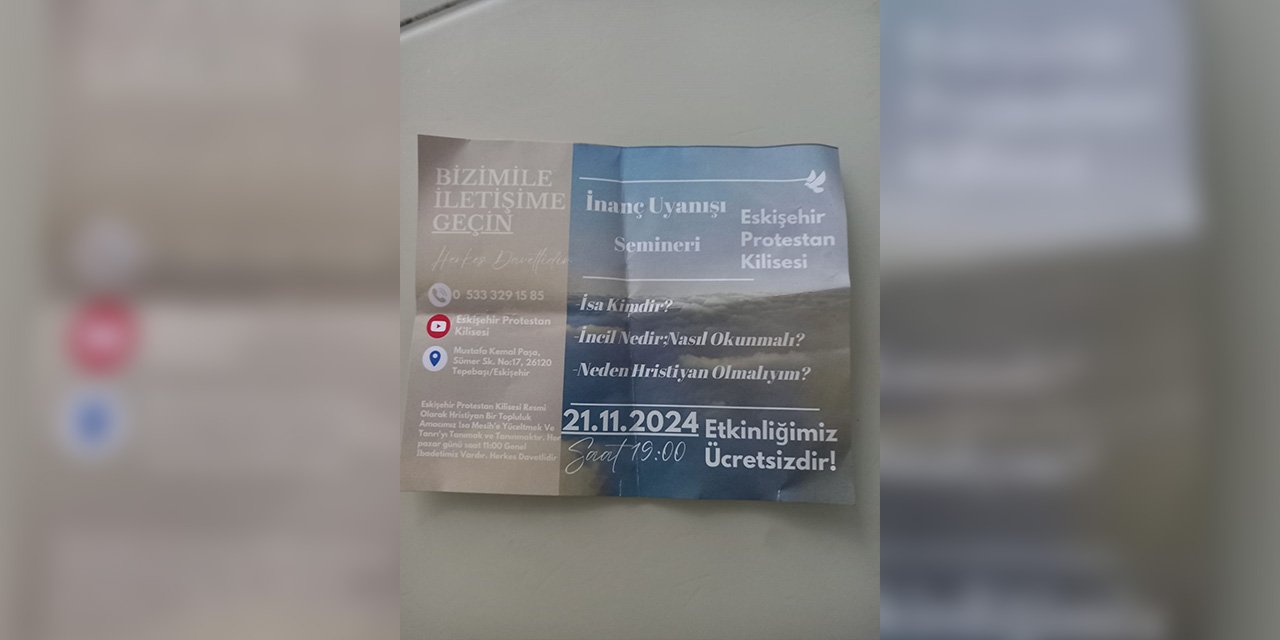 BİZİMİLE
İLETİŞİME
GEÇİN
Herkes Davetlidir
0 533 329 15 85
Eskişehir Protestan
Kilisesi
Mustafa Kemal Paşa,
Sümer Sk. No:17, 26120
Tepebaşı/Eskişehir
Eskişehir Protestan Kilisesi Resmi
Olarak Hristiyan Bir Topluluk
Amacımız İsa Mesih'e Yüceltmek Ve
Tanrı'yı Tanımak ve Tanınmaktır. Her
pazar günü saat 11:00 Genel
İbadetimiz Vardır. Herkes Davetlidir
İnanç Uyanışı
Semineri
Eskişehir
Protestan
Kilisesi
-İsa Kimdir?
-İncil Nedir;Nasıl Okunmalı?
-Neden Hristiyan Olmalıyım?
21.11.2024
Saat 19:00
Etkinliğimiz
Ücretsizdir!